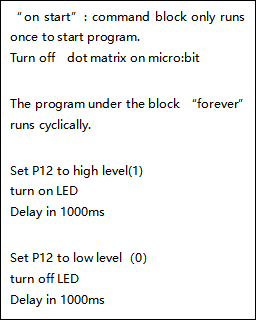 “on start”: command block only runs
once to start program.
Turn off dot matrix on micro:bit
The program under the block “forever”
runs cyclically.
Set P12 to high level(1)
turn on LED
Delay in 1000ms
Set P12 to low level（0）
turn off LED
Delay in 1000ms